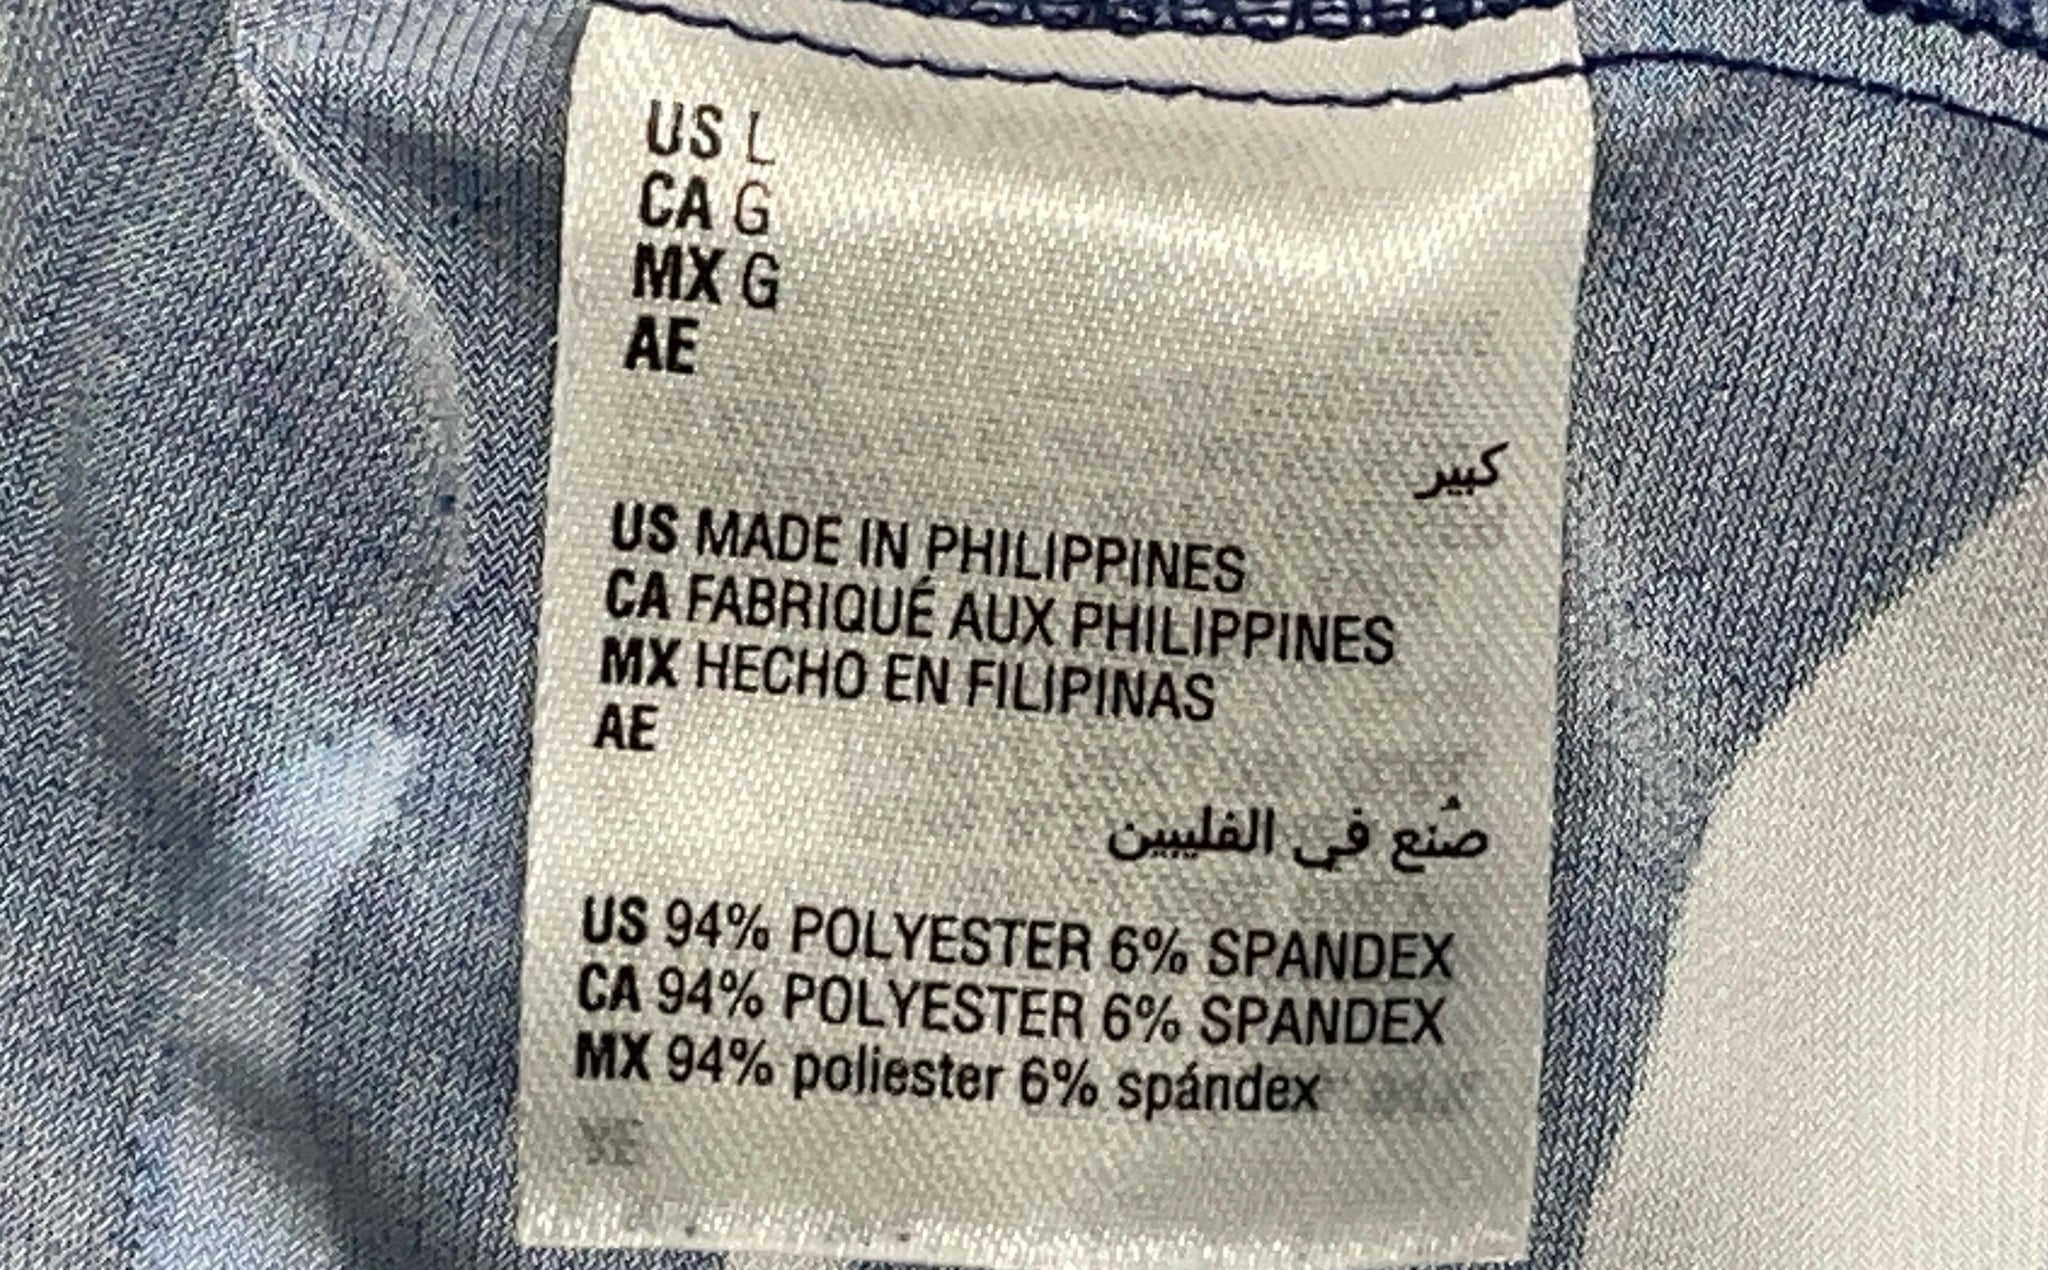 US L
CA G
MX G
AE
كبير
US MADE IN PHILIPPINES
CA FABRIQUÉ AUX PHILIPPINES
MX HECHO EN FILIPINAS
AE
صُنع في الفلبين
US 94% POLYESTER 6% SPANDEX
CA 94% POLYESTER 6% SPANDEX
MX 94% poliester 6% spándex